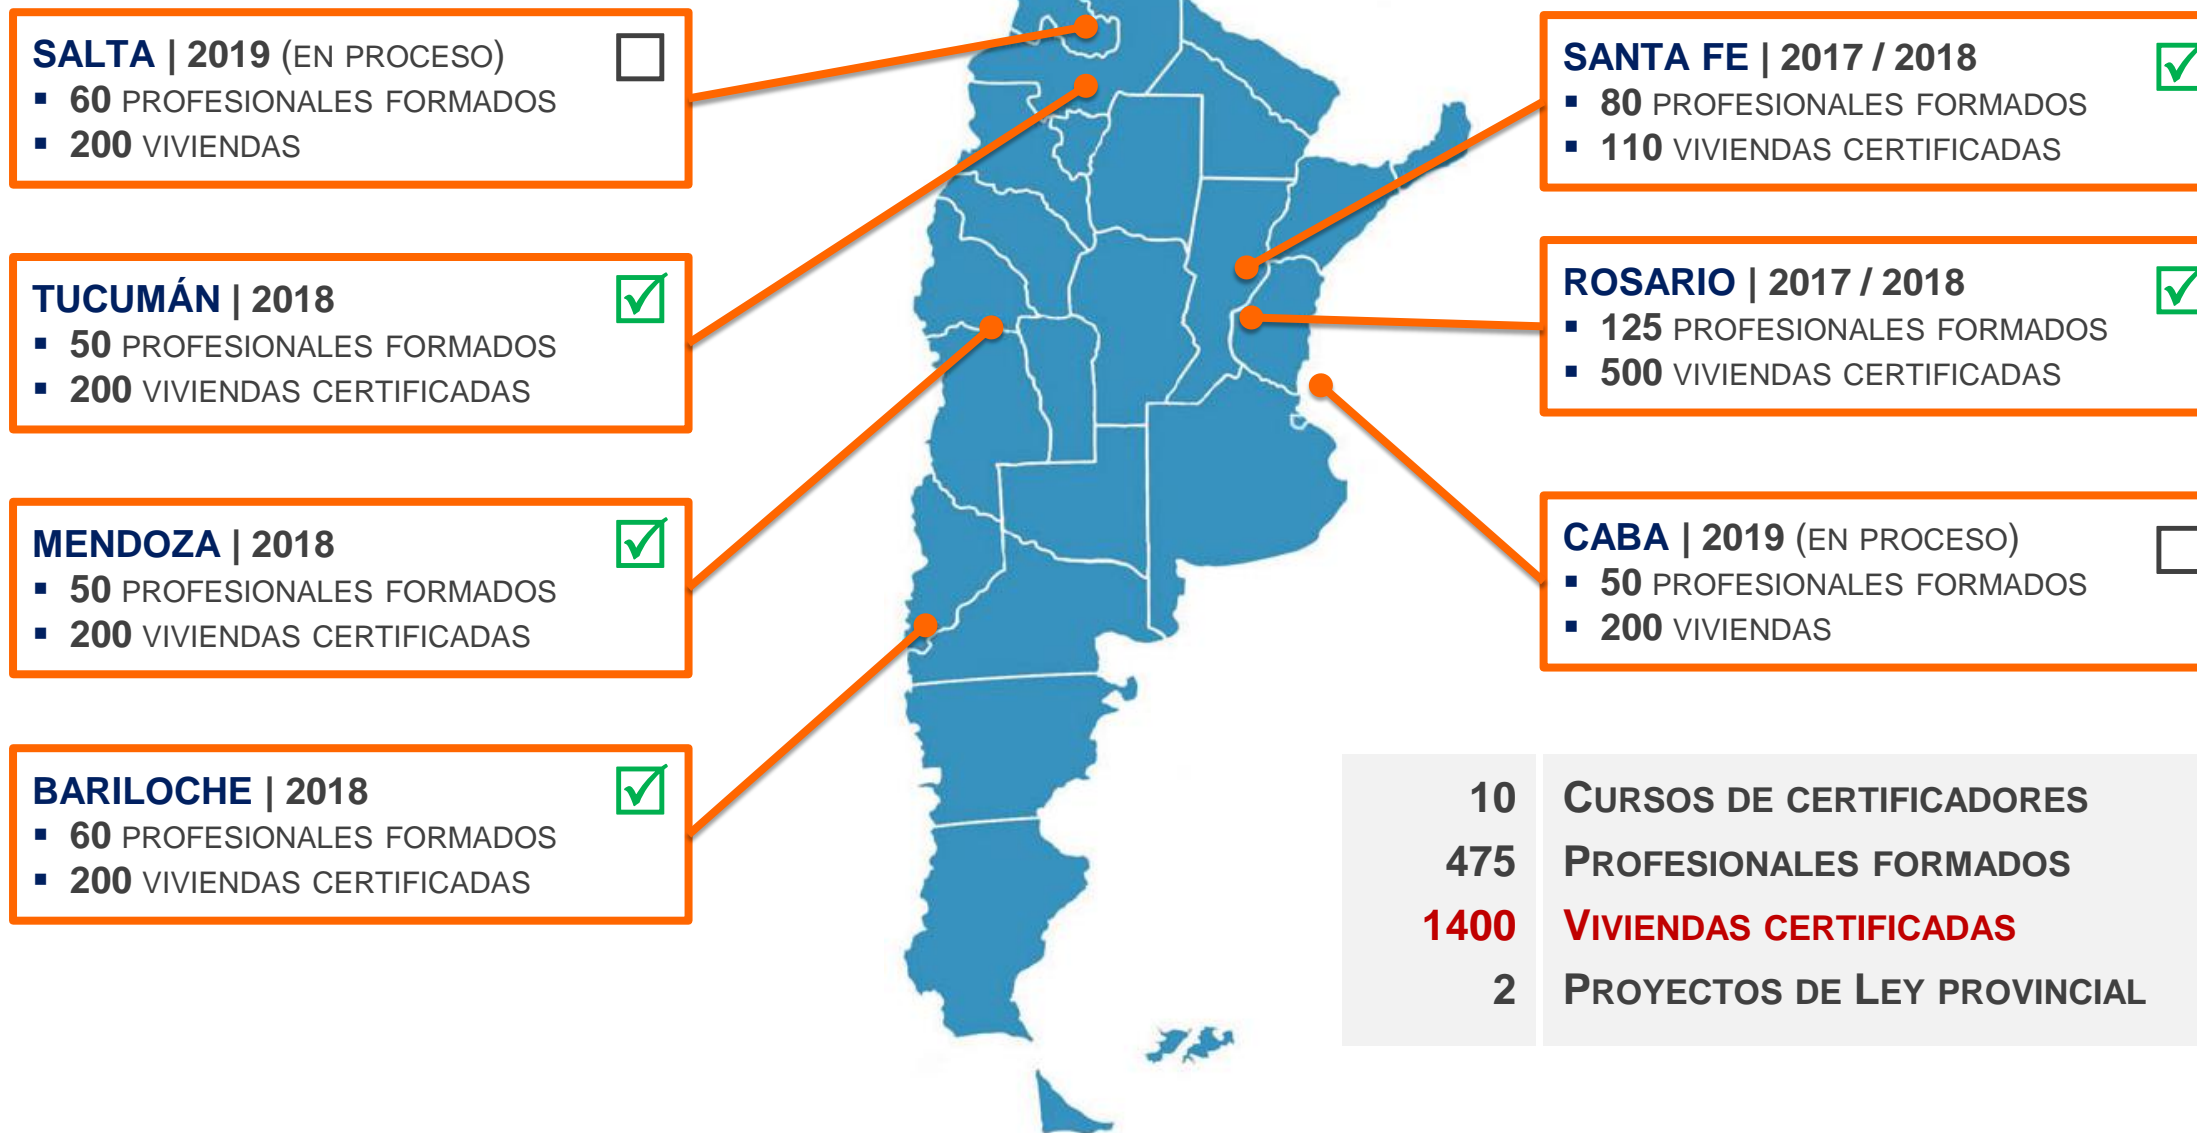 SALTA | 2019 (EN PROCESO)
▪ 60 PROFESIONALES FORMADOS
▪ 200 VIVIENDAS
TUCUMÁN | 2018
▪ 50 PROFESIONALES FORMADOS
▪ 200 VIVIENDAS CERTIFICADAS
MENDOZA | 2018
▪ 50 PROFESIONALES FORMADOS
▪ 200 VIVIENDAS CERTIFICADAS
BARILOCHE | 2018
▪ 60 PROFESIONALES FORMADOS
▪ 200 VIVIENDAS CERTIFICADAS
SANTA FE | 2017 / 2018
▪ 80 PROFESIONALES FORMADOS
▪ 110 VIVIENDAS CERTIFICADAS
ROSARIO | 2017 / 2018
▪ 125 PROFESIONALES FORMADOS
▪ 500 VIVIENDAS CERTIFICADAS
CABA | 2019 (EN PROCESO)
▪ 50 PROFESIONALES FORMADOS
▪ 200 VIVIENDAS
10 CURSOS DE CERTIFICADORES
475 PROFESIONALES FORMADOS
1400 VIVIENDAS CERTIFICADAS
2 PROYECTOS DE LEY PROVINCIAL